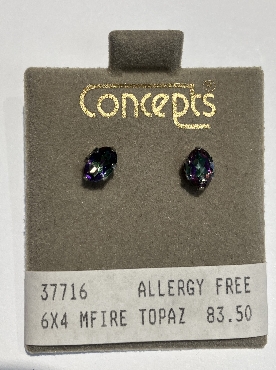 Concepts
37716 ALLERGY FREE
6X4 MFIRE TOPAZ 83.50